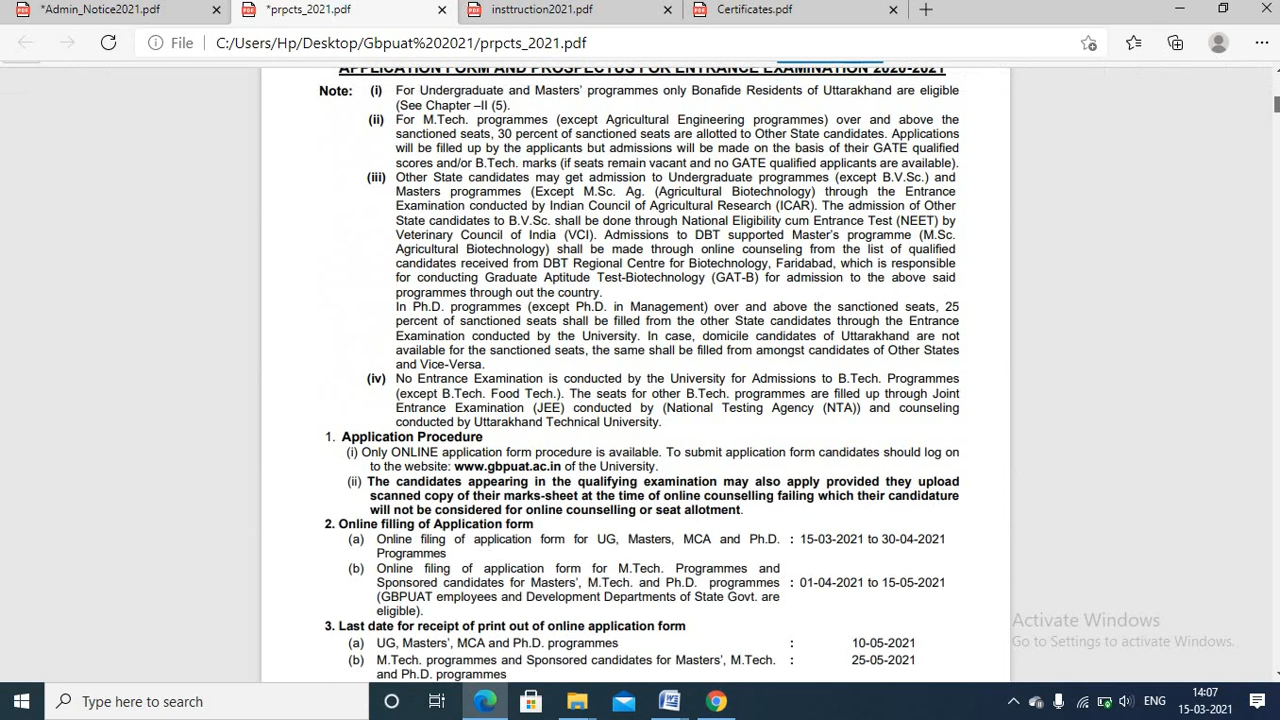 *Admin_Notice2021.pdf
*prpcts_2021.pdf
insttruction2021.pdf
Certificates.pdf
File
C:/Users/Hp/Desktop/Gbpuat%202021/prpcts_2021.pdf
APPLICATION FORM AND PROSPECTUS FOR ENTRANCE EXAMINATION 2020-2021
Note: (i) For Undergraduate and Masters' programmes only Bonafide Residents of Uttarakhand are eligible
(See Chapter –II (5).
(ii) For M.Tech. programmes (except Agricultural Engineering programmes) over and above the
sanctioned seats, 30 percent of sanctioned seats are allotted to Other State candidates. Applications
will be filled up by the applicants but admissions will be made on the basis of their GATE qualified
scores and/or B.Tech. marks (if seats remain vacant and no GATE qualified applicants are available).
(iii) Other State candidates may get admission to Undergraduate programmes (except B.V.Sc.) and
Masters programmes (Except M.Sc. Ag. (Agricultural Biotechnology) through the Entrance
Examination conducted by Indian Council of Agricultural Research (ICAR). The admission of Other
State candidates to B.V.Sc. shall be done through National Eligibility cum Entrance Test (NEET) by
Veterinary Council of India (VCI). Admissions to DBT supported Master's programme (M.Sc.
Agricultural Biotechnology) shall be made through online counseling from the list of qualified
candidates received from DBT Regional Centre for Biotechnology, Faridabad, which is responsible
for conducting Graduate Aptitude Test-Biotechnology (GAT-B) for admission to the above said
programmes through out the country.
In Ph.D. programmes (except Ph.D. in Management) over and above the sanctioned seats, 25
percent of sanctioned seats shall be filled from the other State candidates through the Entrance
Examination conducted by the University. In case, domicile candidates of Uttarakhand are not
available for the sanctioned seats, the same shall be filled from amongst candidates of Other States
and Vice-Versa.
(iv) No Entrance Examination is conducted by the University for Admissions to B.Tech. Programmes
(except B.Tech. Food Tech.). The seats for other B.Tech. programmes are filled up through Joint
Entrance Examination (JEE) conducted by (National Testing Agency (NTA)) and counseling
conducted by Uttarakhand Technical University.
1. Application Procedure
(i) Only ONLINE application form procedure is available. To submit application form candidates should log on
to the website: www.gbpuat.ac.in of the University.
(ii) The candidates appearing in the qualifying examination may also apply provided they upload
scanned copy of their marks-sheet at the time of online counselling failing which their candidature
will not be considered for online counselling or seat allotment.
2. Online filling of Application form
(a) Online filing of application form for UG, Masters, MCA and Ph.D. : 15-03-2021 to 30-04-2021
Programmes
(b) Online filing of application form for M.Tech. Programmes and
Sponsored candidates for Masters', M.Tech. and Ph.D. programmes : 01-04-2021 to 15-05-2021
(GBPUAT employees and Development Departments of State Govt. are
eligible).
3. Last date for receipt of print out of online application form
(a) UG, Masters', MCA and Ph.D. programmes : 10-05-2021
(b) M.Tech. programmes and Sponsored candidates for Masters', M.Tech. : 25-05-2021
and Ph.D. programmes
Activate Windows
Go to Settings to activate Windows.
Type here to search
ENG
14:07
15-03-2021